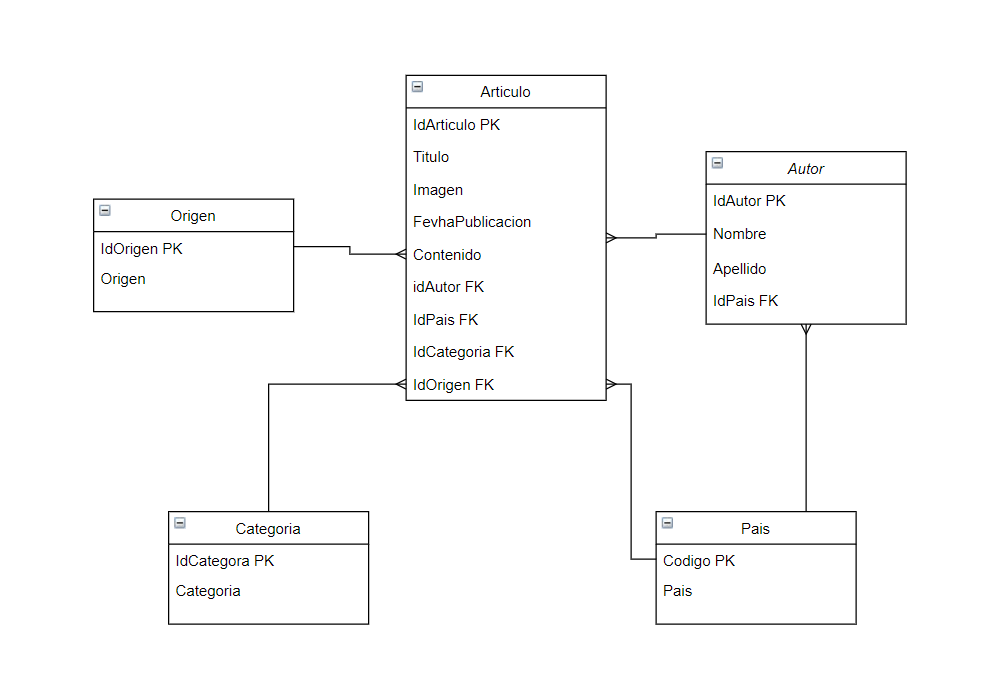 Articulo
IdArticulo PK
Titulo
Imagen
FevhaPublicacion
Contenido
idAutor FK
IdPais FK
IdCategoria FK
IdOrigen FK
Autor
IdAutor PK
Nombre
Apellido
IdPais FK
Origen
IdOrigen PK
Origen
Categoria
IdCategora PK
Categoria
Pais
Codigo PK
Pais